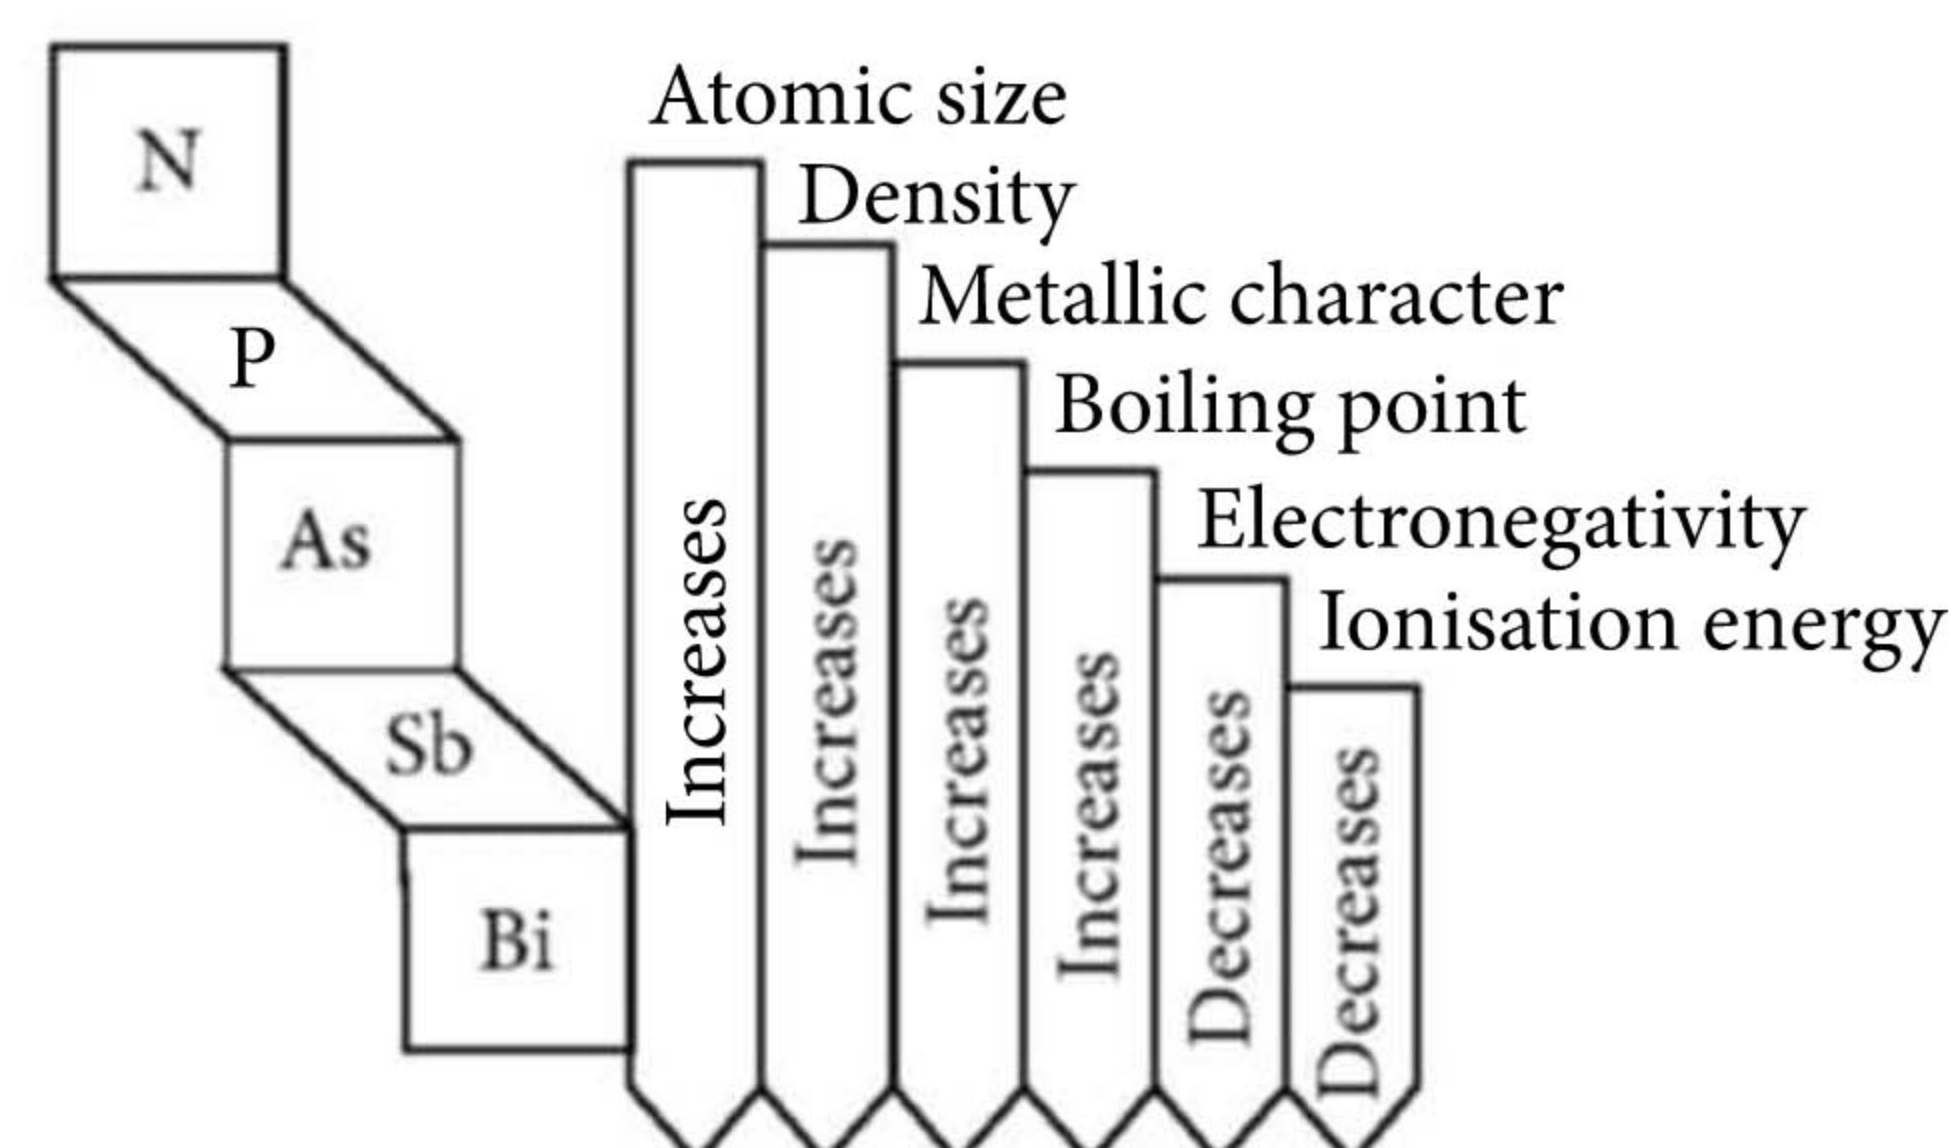 N
P
As
Sb
Bi
Atomic size
Density
Metallic character
Boiling point
Electronegativity
Ionisation energy
Increases
Increases
Increases
Increases
Decreases
Decreases